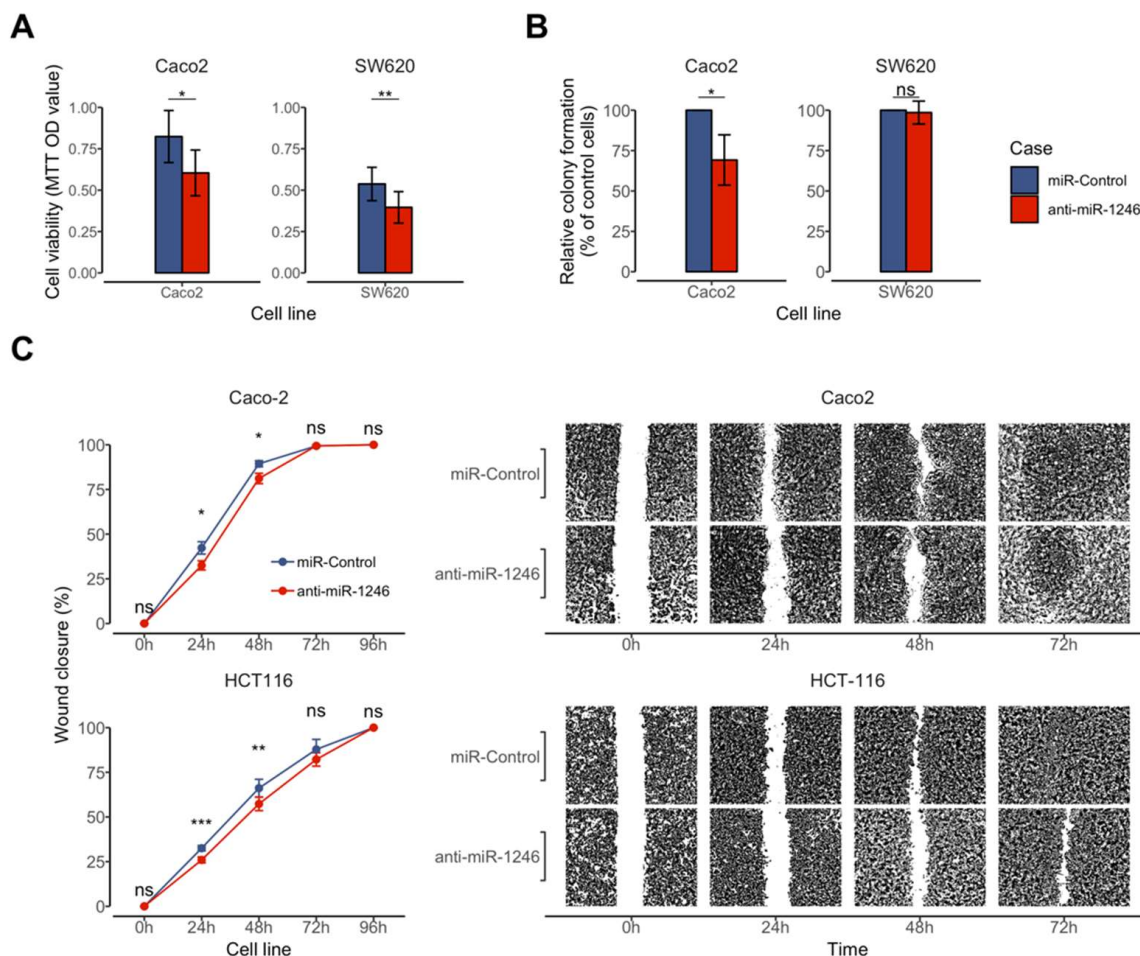 A
Caco2
SW620
Cell viability (MTT OD value)
1.00
0.75
0.50
0.25
0.00
*
Caco2
1.00
0.75
0.50
0.25
0.00
**
SW620
Cell line
B
Caco2
SW620
Relative colony formation
(% of control cells)
100
75
50
25
0
*
Caco2
100
75
50
25
0
ns
SW620
Cell line
Case
miR-Control
anti-miR-1246
C
Wound closure (%)
Caco-2
100
75
50
25
0
ns
*
*
ns
ns
miR-Control
anti-miR-1246
0h 24h 48h 72h 96h
HCT116
100
75
50
25
0
ns
***
**
ns
ns
0h 24h 48h 72h 96h
Cell line
Caco2
miR-Control
anti-miR-1246
0h 24h 48h 72h
HCT-116
miR-Control
anti-miR-1246
0h 24h 48h 72h
Time